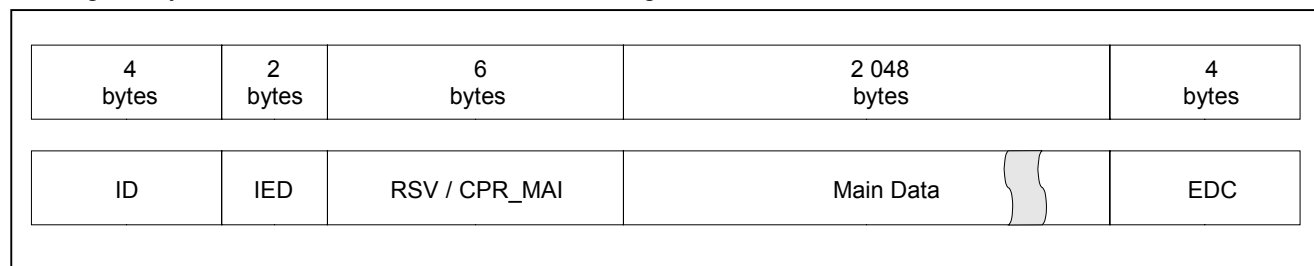 4 bytes
2 bytes
6 bytes
2 048 bytes
4 bytes
ID
IED
RSV / CPR_MAI
Main Data
EDC